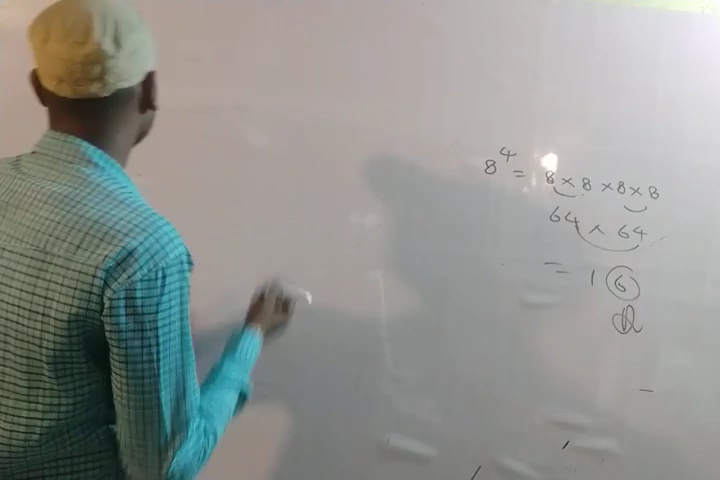 8⁴ = 8 × 8 × 8 × 8
64 × 64
= 1 6